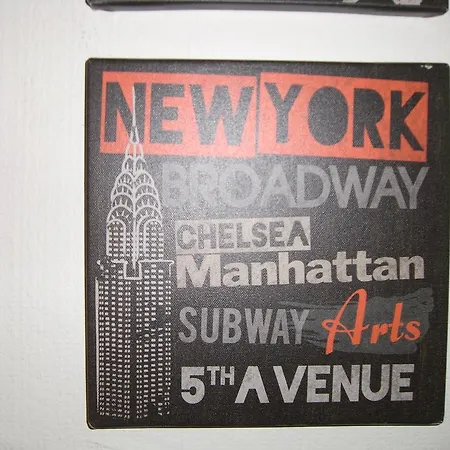 NEW YORK
BROADWAY
CHELSEA
Manhattan
SUBWAY Arts
5TH AVENUE